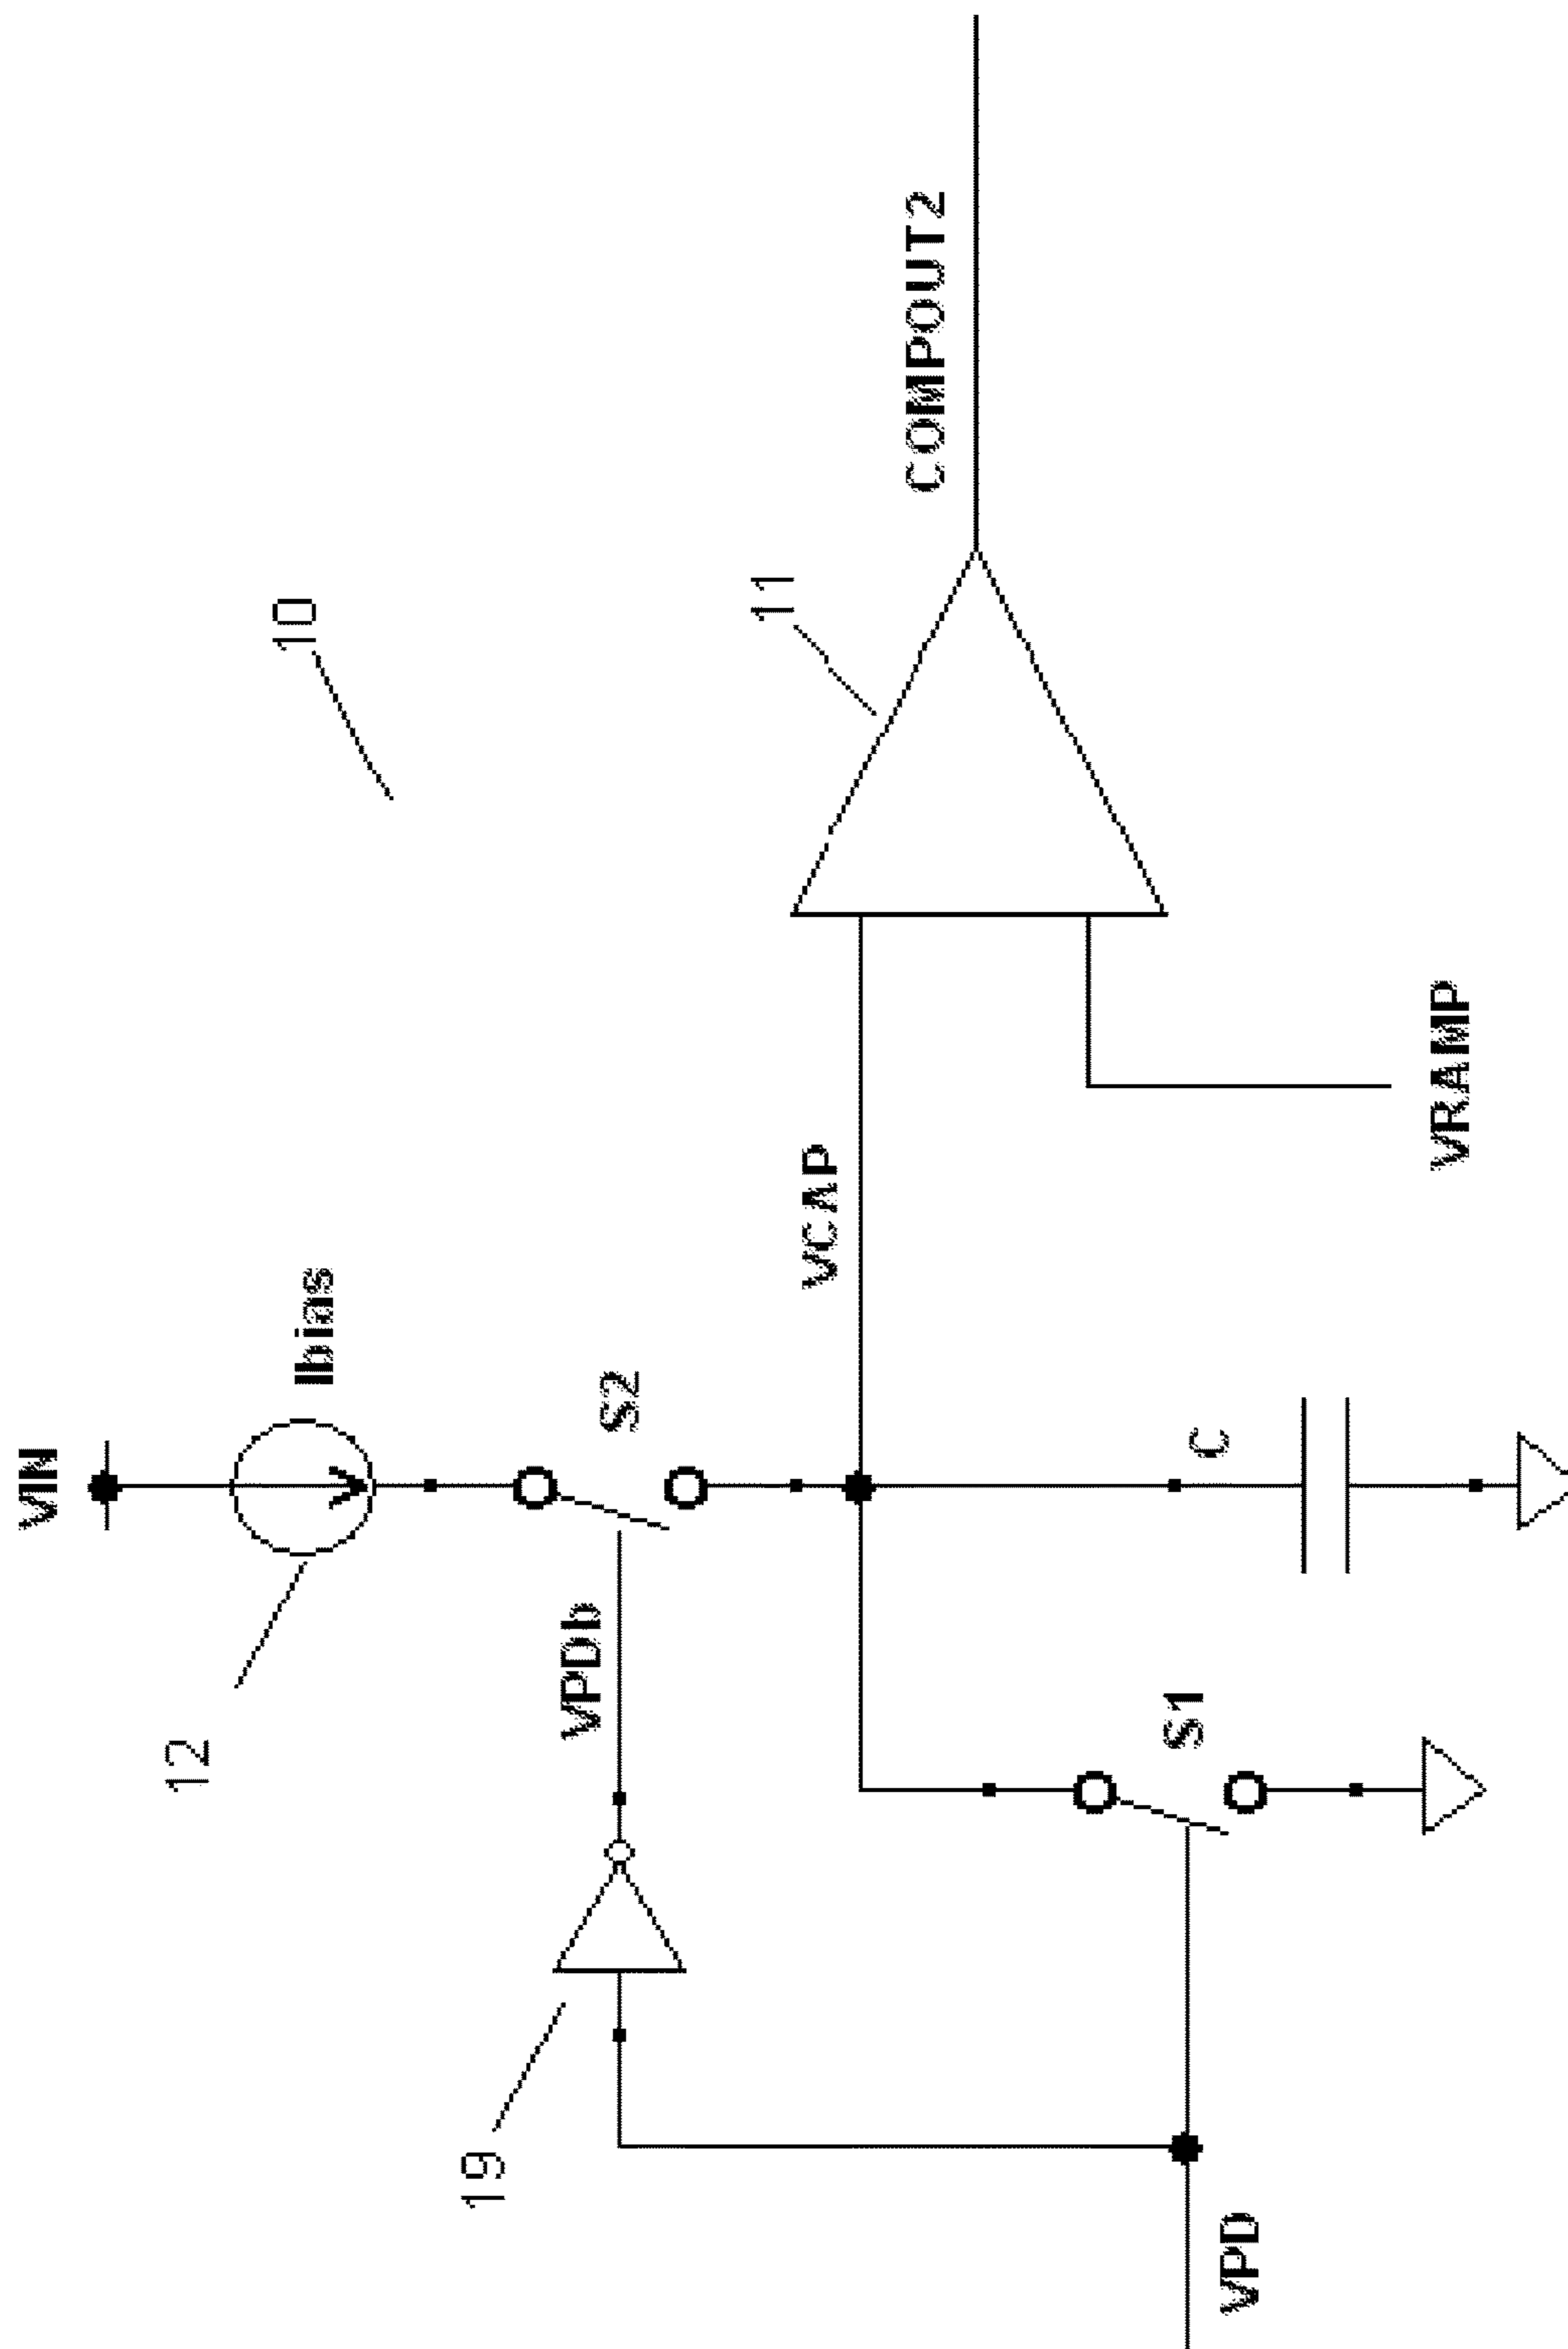 10
VIN
12
Ibias
S2
VPDb
19
11
COMPOUT2
VCAP
C
S1
VPD
VRAMP